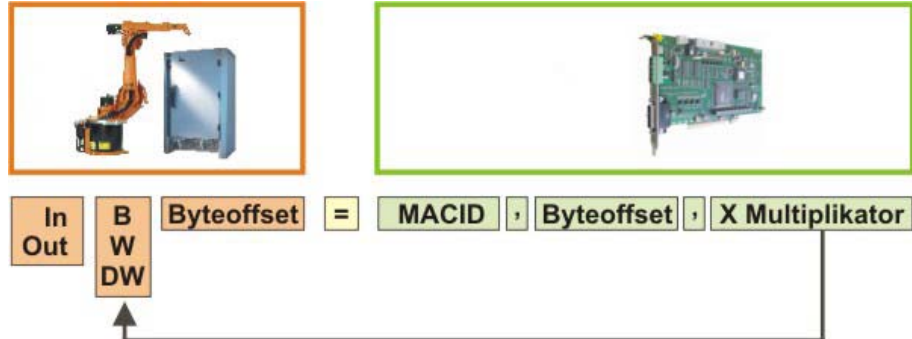 In B Byteoffset = MACID , Byteoffset , X Multiplikator
Out W
DW